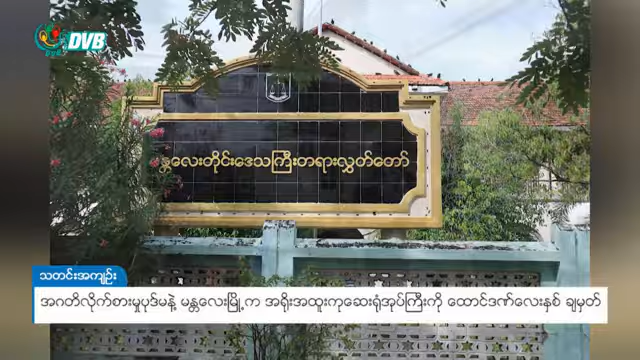 DVB
DVB
မန္တလေးတိုင်းဒေသကြီးတရားလွှတ်တော်
သတင်းအကျဉ်း
အဂတိလိုက်စားမှုပုဒ်မနဲ့ မန္တလေးမြို့က အရိုးအထူးကုဆေးရုံအုပ်ကြီးကို ထောင်ဒဏ်လေးနှစ် ချမှတ်